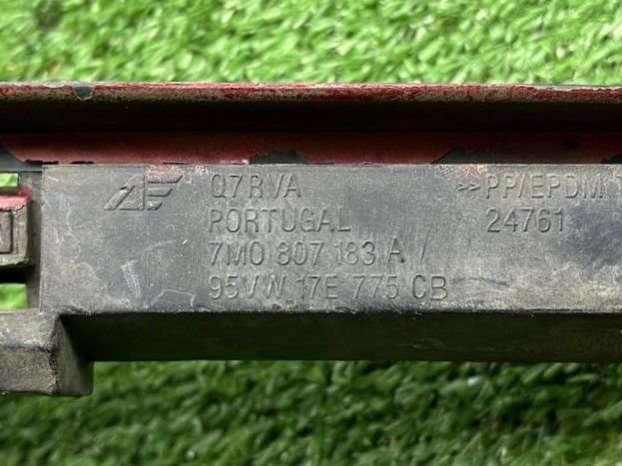 Q7RVA
PORTUGAL
7M0 807 183 A /
95VW 17E 775 CB
>>PP/EPDM
24761